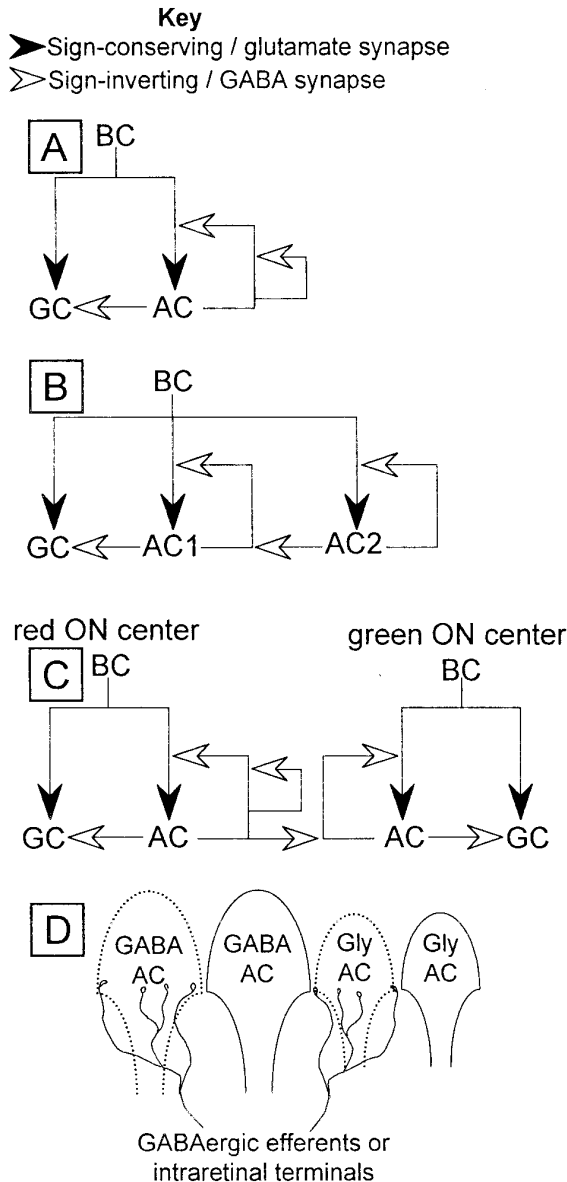 Key
Sign-conserving / glutamate synapse
Sign-inverting / GABA synapse
A
BC
GC AC
B
BC
GC AC1 AC2
red ON center green ON center
C
BC BC
GC AC AC GC
D
GABA AC GABA AC Gly AC Gly AC
GABAergic efferents or
intraretinal terminals